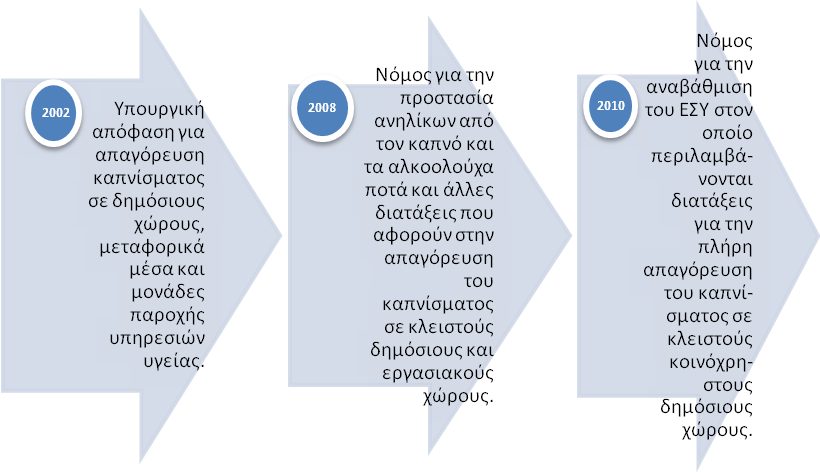 2002
Υπουργική
απόφαση για
απαγόρευση
καπνίσματος
σε δημόσιους
χώρους,
μεταφορικά
μέσα και
μονάδες
παροχής
υπηρεσιών
υγείας.
2008
Νόμος για την
προστασία
ανηλίκων από
τον καπνό και
τα αλκοολούχα
ποτά και άλλες
διατάξεις που
αφορούν στην
απαγόρευση
του
καπνίσματος
σε κλειστούς
δημόσιους και
εργασιακούς
χώρους.
2010
Νόμος
για την
αναβάθμιση
του ΕΣΥ στον
οποίο
περιλαμβά-
νονται
διατάξεις
για την
πλήρη
απαγόρευση
του καπνί-
σματος σε
κλειστούς
κοινόχρη-
στους
δημόσιους
χώρους.